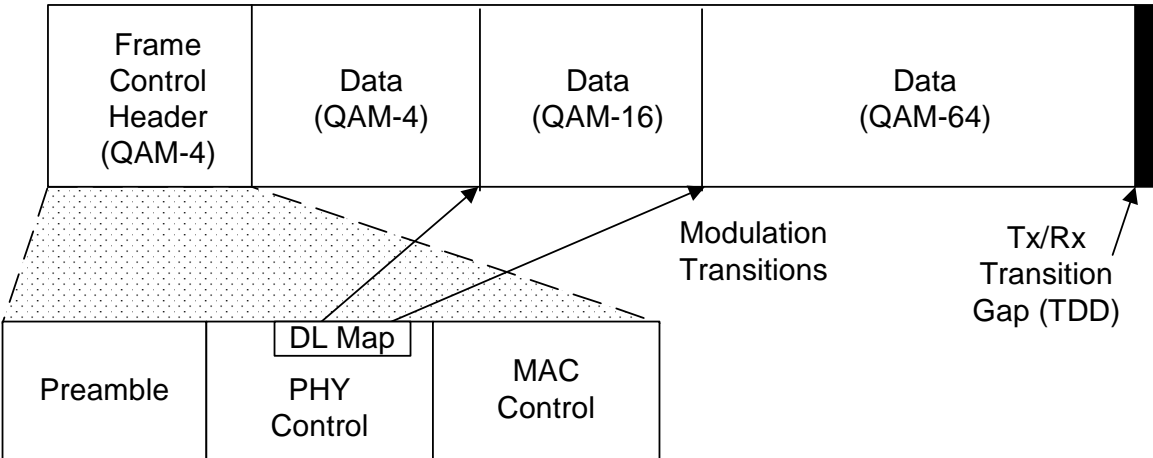 Frame
Control
Header
(QAM-4)
Data
(QAM-4)
Data
(QAM-16)
Data
(QAM-64)
Modulation
Transitions
Tx/Rx
Transition
Gap (TDD)
DL Map
Preamble
PHY
Control
MAC
Control